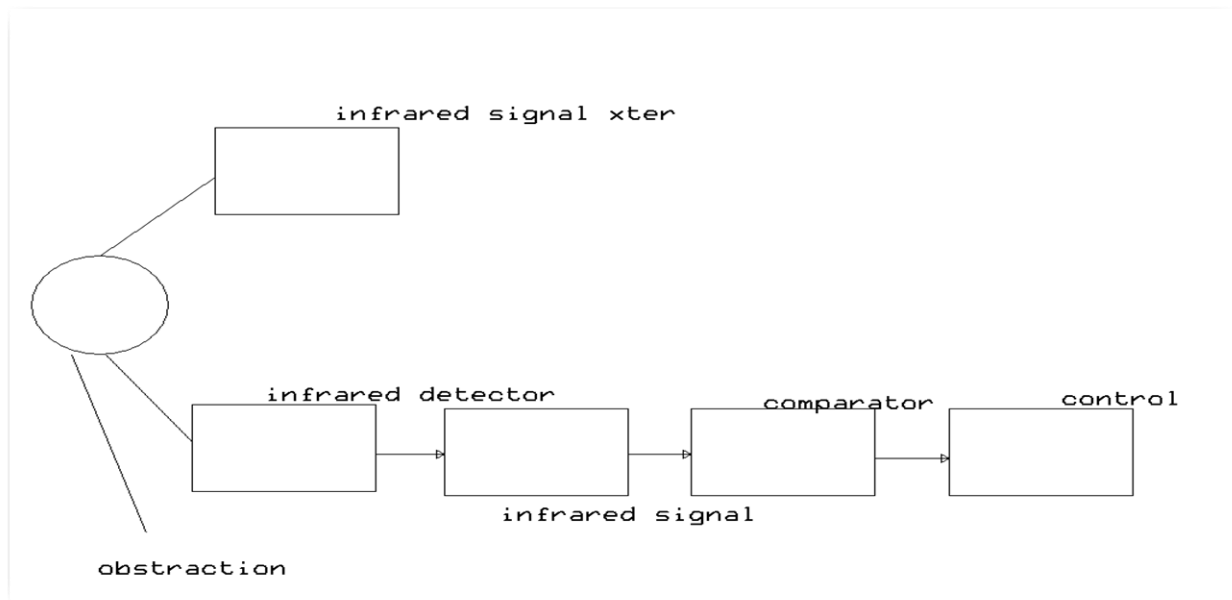 infrared signal xter
infrared detector
comparator
control
infrared signal
obstraction